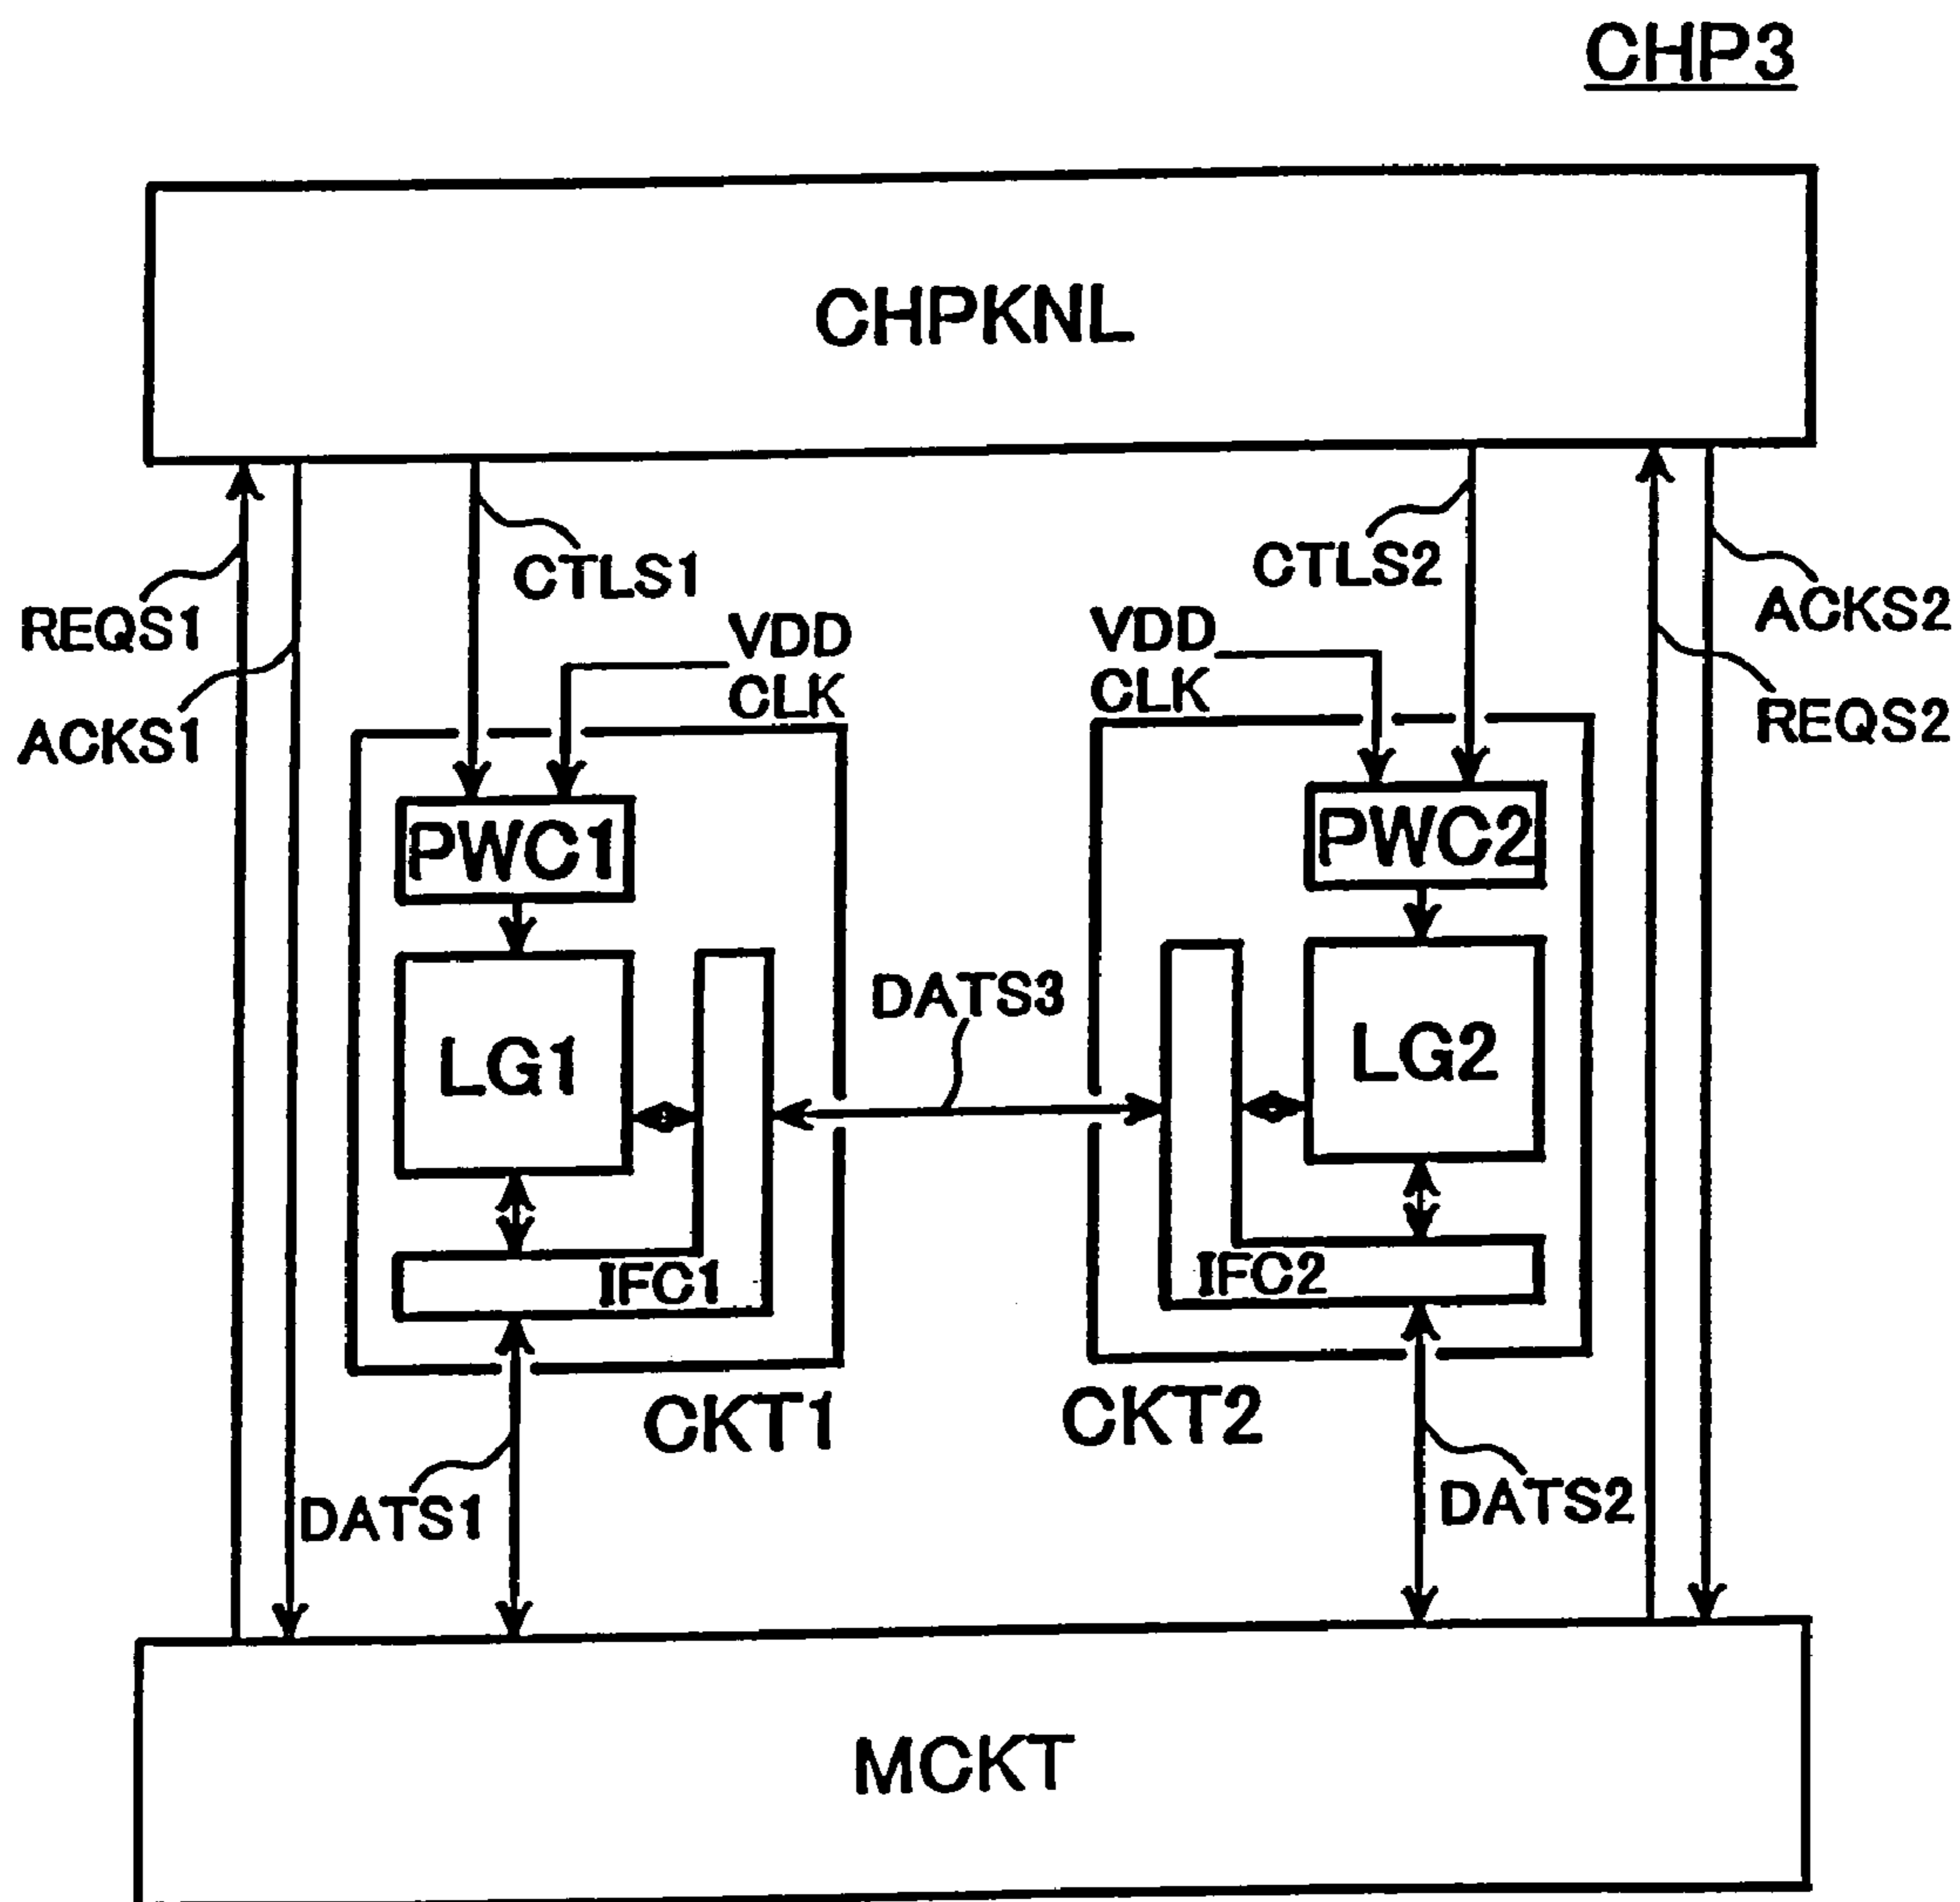 CHP3
CHPKNL
CTLS1
CTLS2
REQS1
VDD
CLK
VDD
CLK
ACKS2
ACKS1
REQS2
PWC1
PWC2
DATS3
LG1
LG2
IFC1
IFC2
CKT1
CKT2
DATS1
DATS2
MCKT